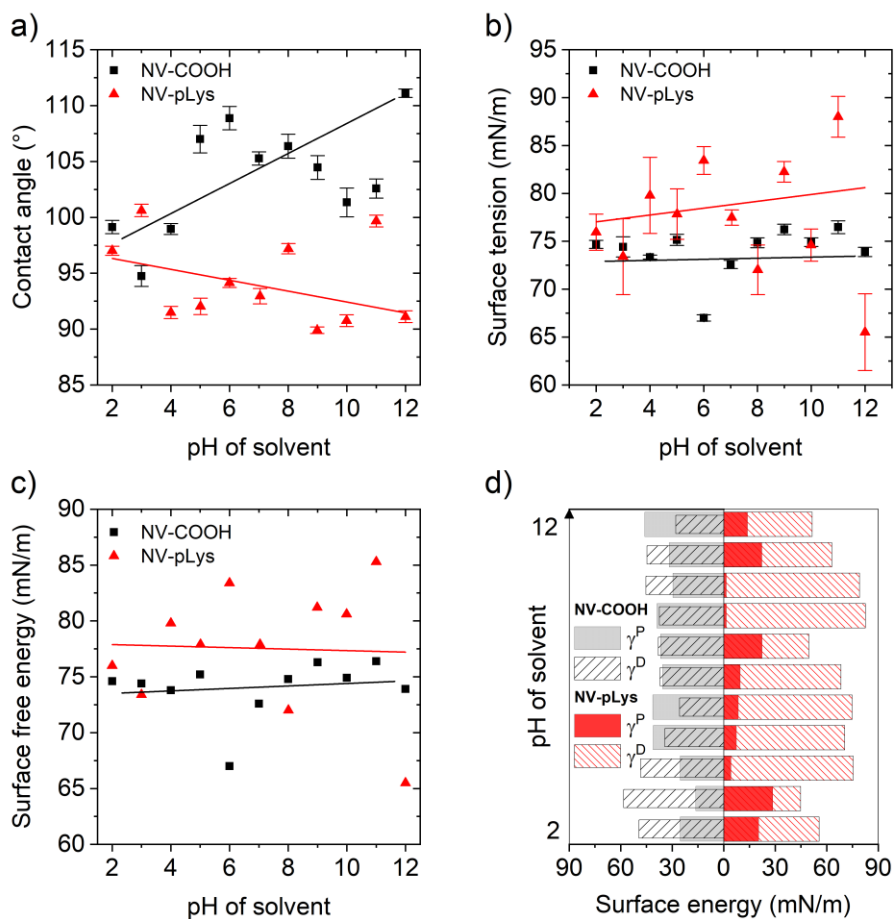 a)
115
110
105
100
95
90
85
Contact angle (°)
NV-COOH
NV-pLys
2 4 6 8 10 12
pH of solvent
b)
95
90
85
80
75
70
65
60
Surface tension (mN/m)
NV-COOH
NV-pLys
2 4 6 8 10 12
pH of solvent
c)
90
85
80
75
70
65
60
Surface free energy (mN/m)
NV-COOH
NV-pLys
2 4 6 8 10 12
pH of solvent
d)
12
pH of solvent
2
NV-COOH
γP
γD
NV-pLys
γP
γD
90 60 30 0 30 60 90
Surface energy (mN/m)